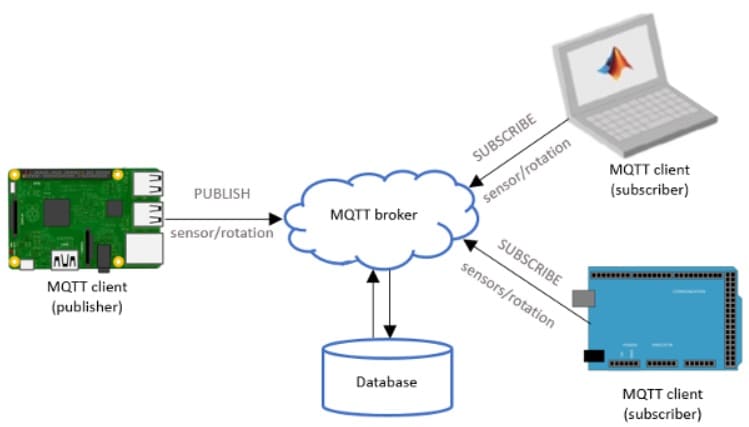 PUBLISH
sensor/rotation
MQTT client
(publisher)
MQTT broker
SUBSCRIBE
sensor/rotation
MQTT client
(subscriber)
SUBSCRIBE
sensors/rotation
MQTT client
(subscriber)
Database